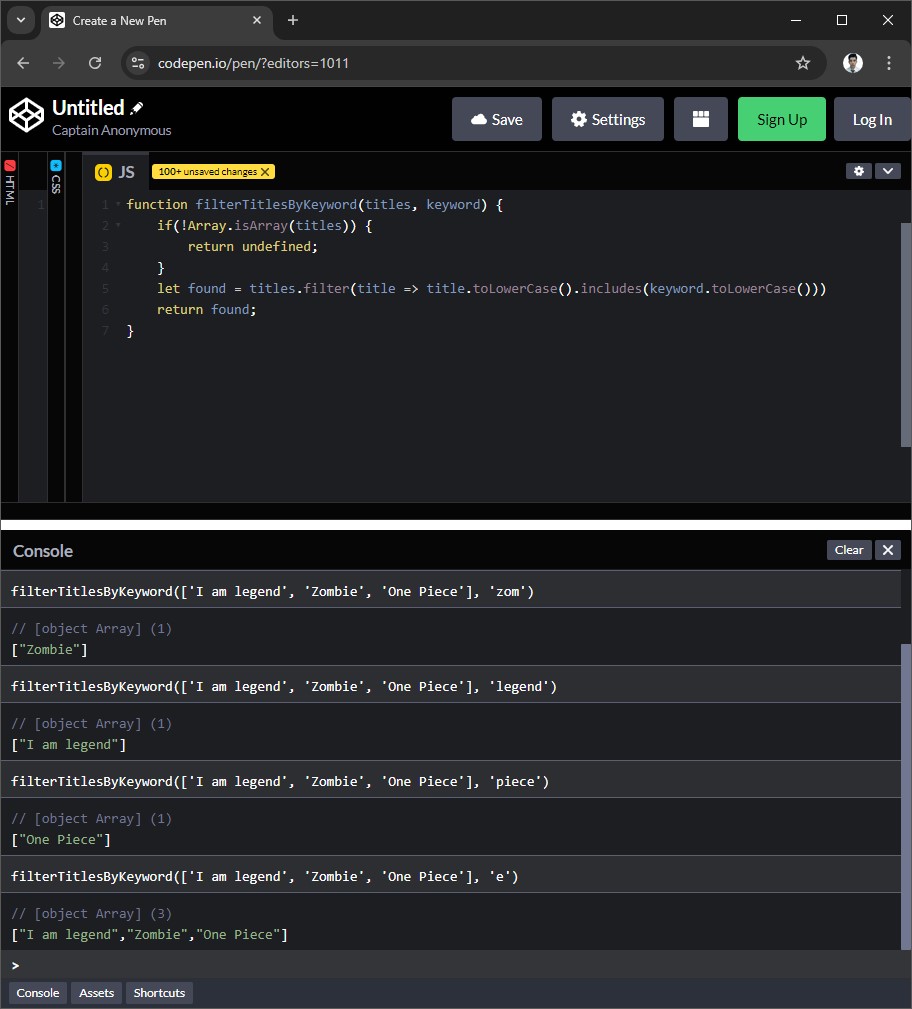 Create a New Pen
codepen.io/pen/?editors=1011
Untitled
Captain Anonymous
Save
Settings
Sign Up
Log In
HTML
1
CSS
JS
100+ unsaved changes
1 function filterTitlesByKeyword(titles, keyword) {
2 if(!Array.isArray(titles)) {
3 return undefined;
4 }
5 let found = titles.filter(title => title.toLowerCase().includes(keyword.toLowerCase()))
6 return found;
7 }
Console
Clear
filterTitlesByKeyword(['I am legend', 'Zombie', 'One Piece'], 'zom')
// [object Array] (1)
["Zombie"]
filterTitlesByKeyword(['I am legend', 'Zombie', 'One Piece'], 'legend')
// [object Array] (1)
["I am legend"]
filterTitlesByKeyword(['I am legend', 'Zombie', 'One Piece'], 'piece')
// [object Array] (1)
["One Piece"]
filterTitlesByKeyword(['I am legend', 'Zombie', 'One Piece'], 'e')
// [object Array] (3)
["I am legend","Zombie","One Piece"]
>
Console
Assets
Shortcuts